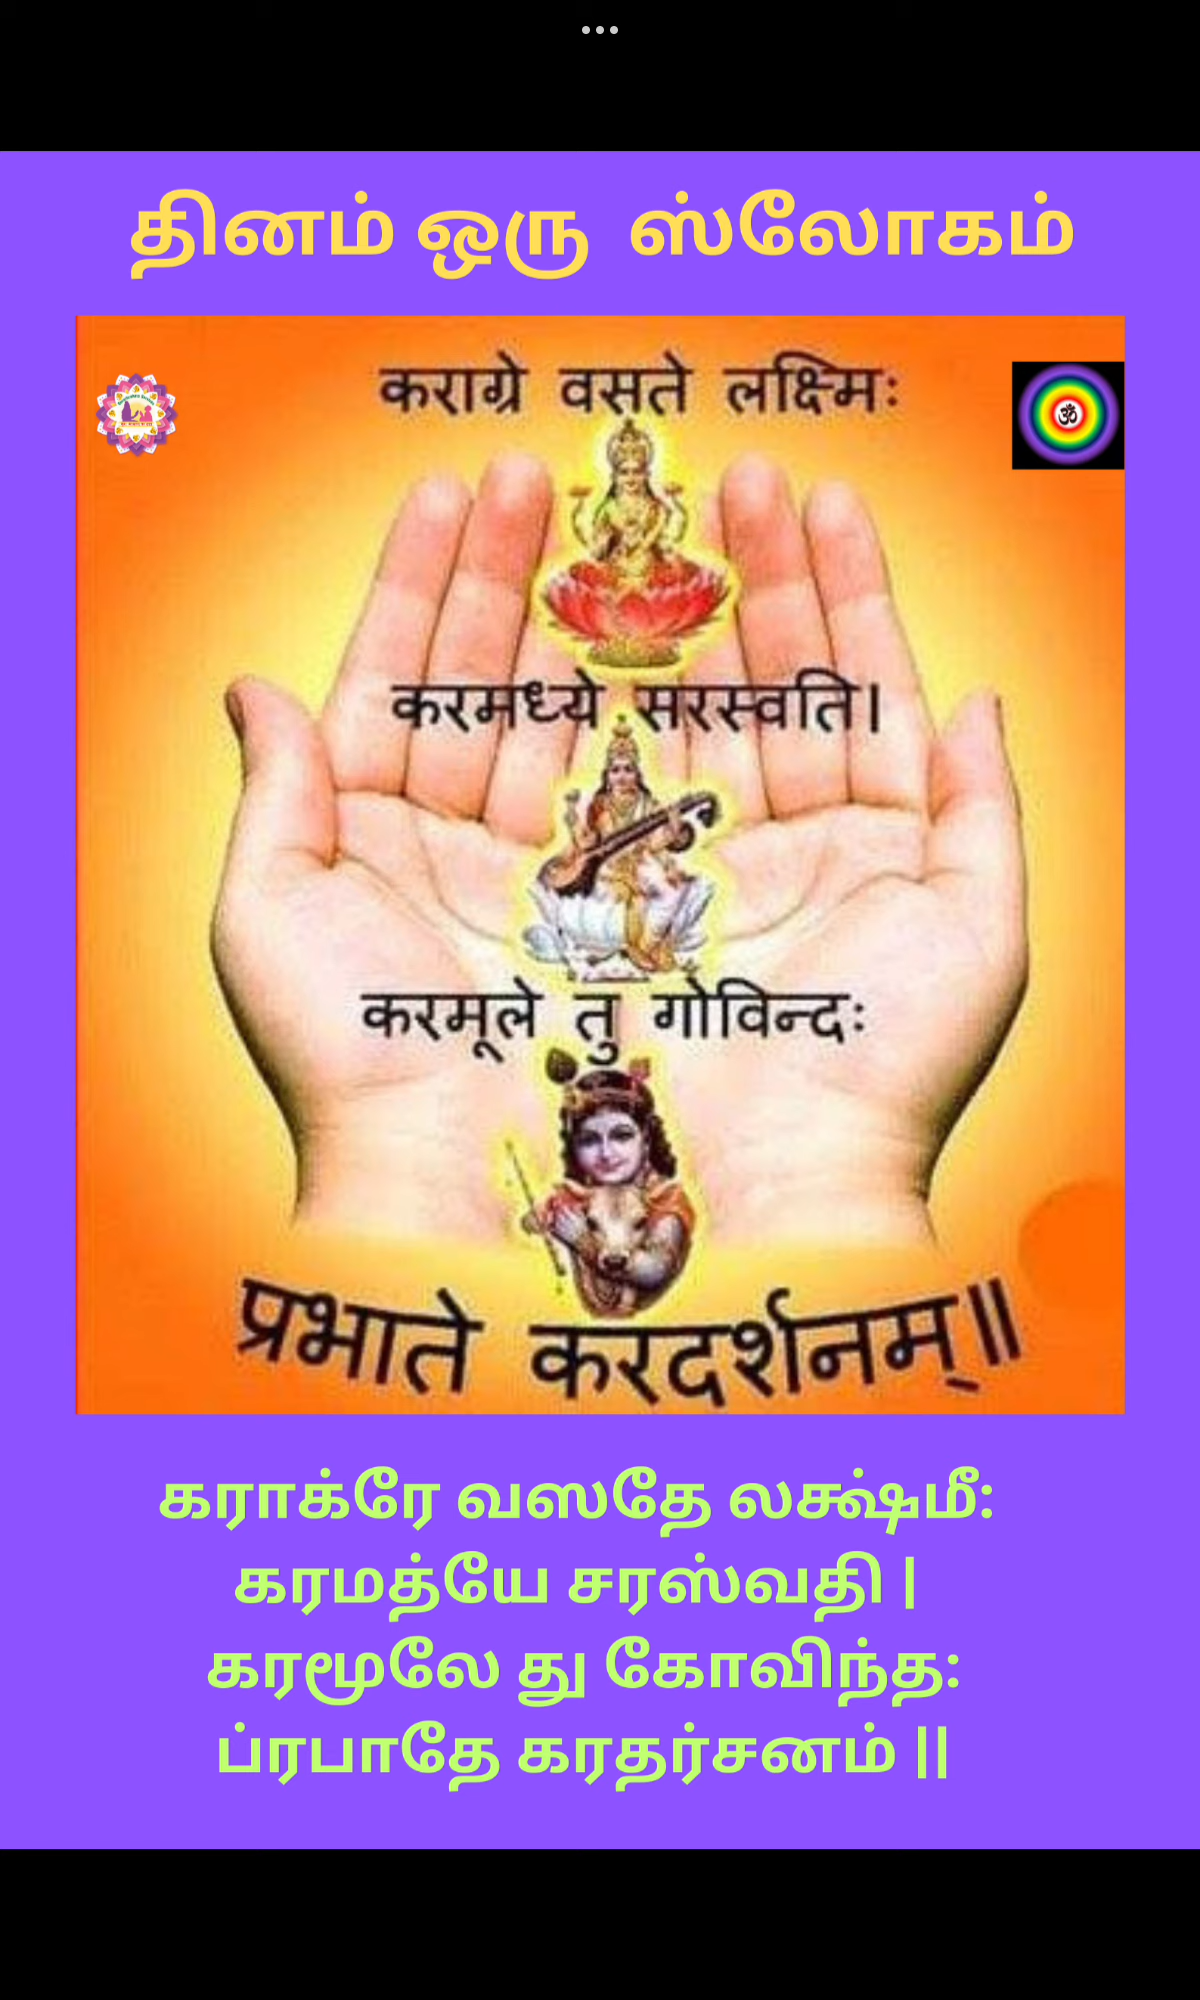 தினம் ஒரு ஸ்லோகம்
कराग्रे वसते लक्ष्मिः
ॐ
करमध्ये सरस्वति।
करमूले तु गोविन्दः
प्रभाते करदर्शनम्॥
கராக்ரே வஸதே லக்ஷ்மீ:
கரமத்யே சரஸ்வதி |
கரமூலே து கோவிந்த:
ப்ரபாதே கரதர்சனம் ||